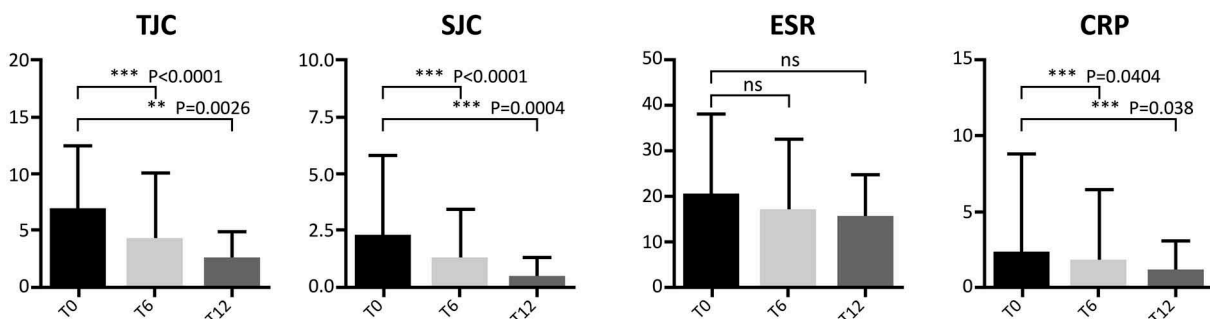 TJC
20
15
10
5
0
*** P<0.0001
** P=0.0026
T0
T6
T12
SJC
10.0
7.5
5.0
2.5
0.0
*** P<0.0001
*** P=0.0004
T0
T6
T12
ESR
50
40
30
20
10
0
ns
ns
T0
T6
T12
CRP
15
10
5
0
*** P=0.0404
*** P=0.038
T0
T6
T12